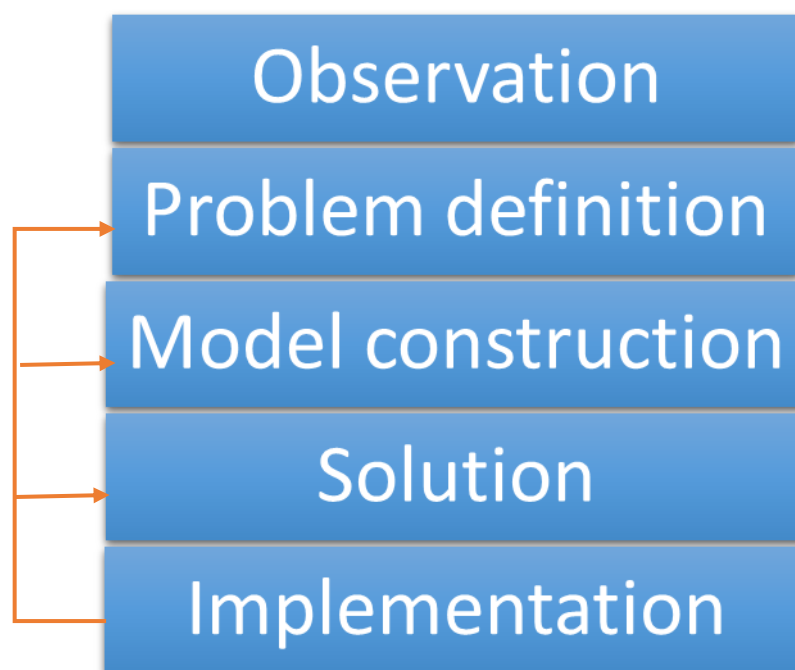 Observation
Problem definition
Model construction
Solution
Implementation